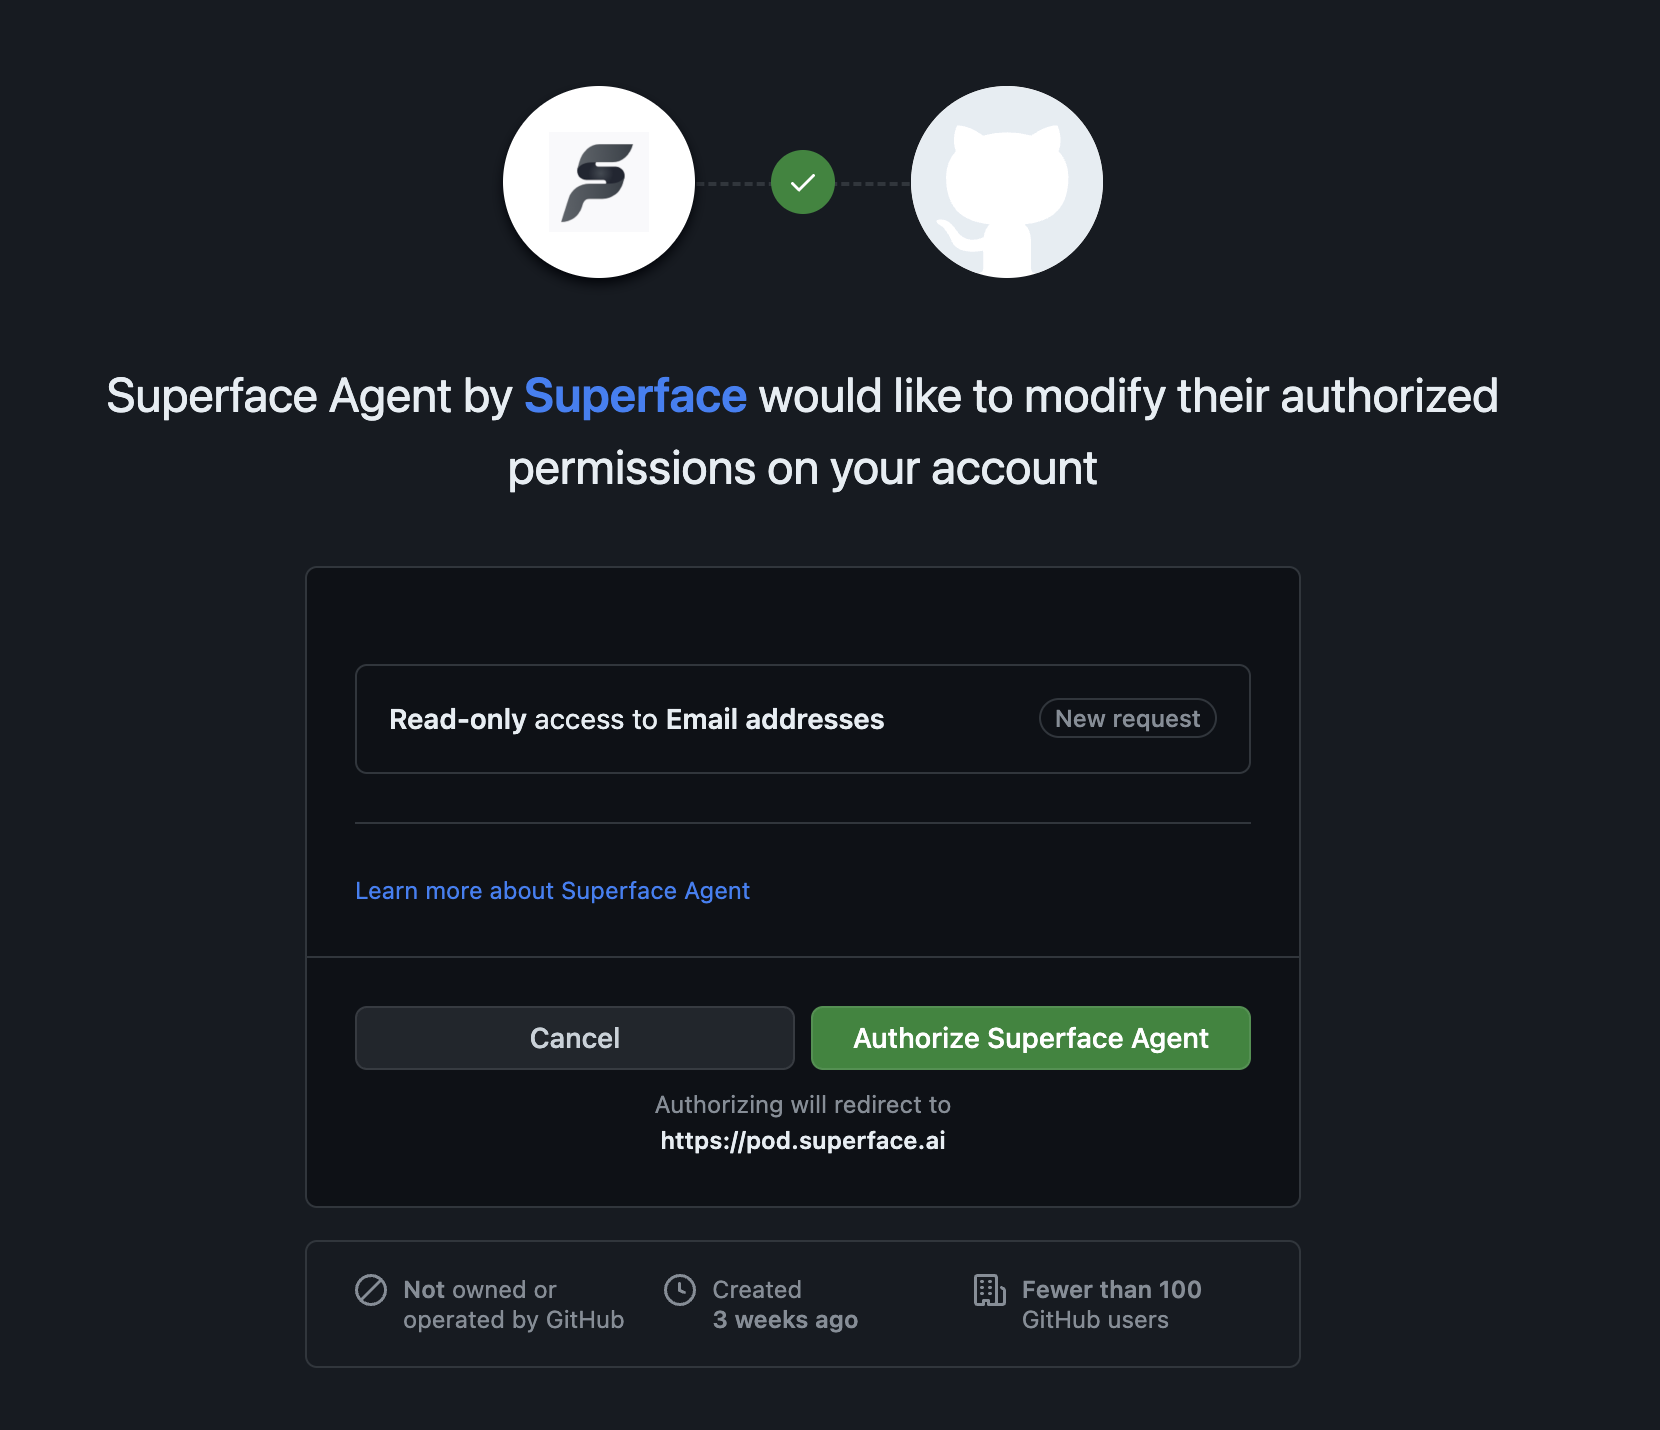 Superface Agent by Superface would like to modify their authorized
permissions on your account
Read-only access to Email addresses
New request
Learn more about Superface Agent
Cancel
Authorize Superface Agent
Authorizing will redirect to
https://pod.superface.ai
Not owned or
operated by GitHub
Created
3 weeks ago
Fewer than 100
GitHub users